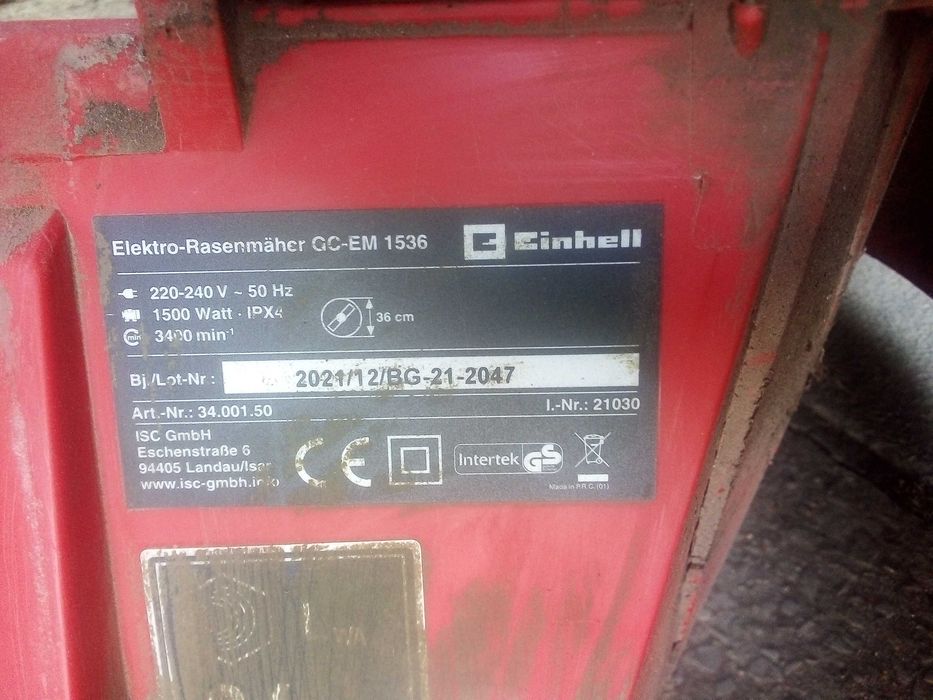 Elektro-Rasenmäher GC-EM 1536
Einhell
220-240 V ~ 50 Hz
1500 Watt · IPX4
min
3400 min-1
36 cm
Bj./Lot-Nr.: 2021/12/BG-21-2047
Art.-Nr.: 34.001.50
I.-Nr.: 21030
ISC GmbH
Eschenstraße 6
94405 Landau/Isar
www.isc-gmbh.info
CE
Intertek GS
Made in P.R.C. (01)